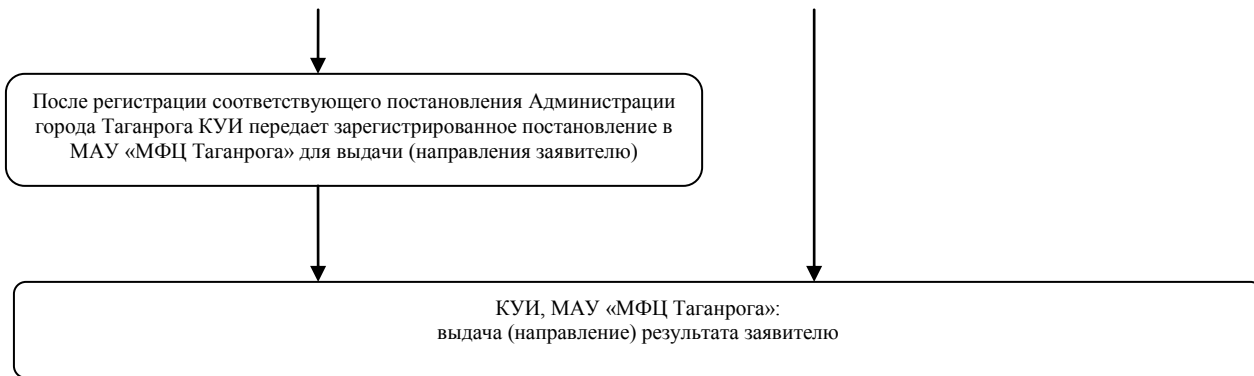 После регистрации соответствующего постановления Администрации
города Таганрога КУИ передает зарегистрированное постановление в
МАУ «МФЦ Таганрога» для выдачи (направления заявителю)
КУИ, МАУ «МФЦ Таганрога»:
выдача (направление) результата заявителю